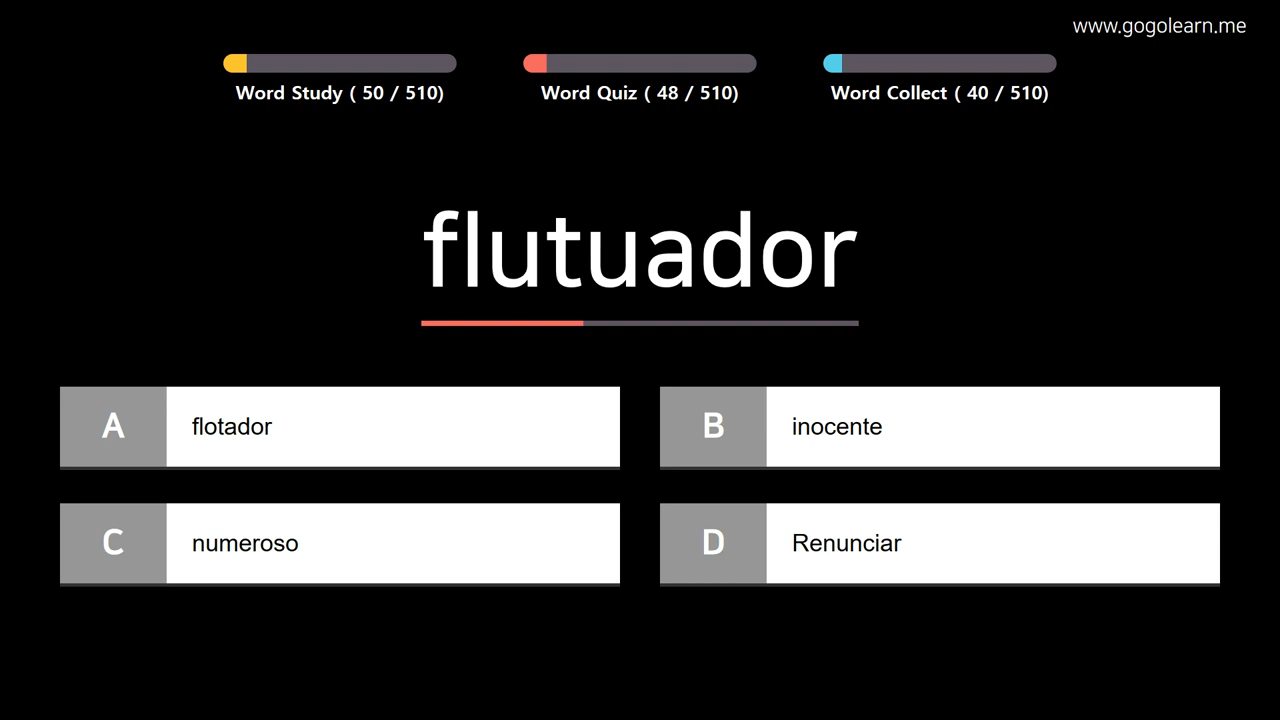 www.gogolearn.me
Word Study ( 50 / 510)
Word Quiz ( 48 / 510)
Word Collect ( 40 / 510)
flutuador
A flotador
B inocente
C numeroso
D Renunciar